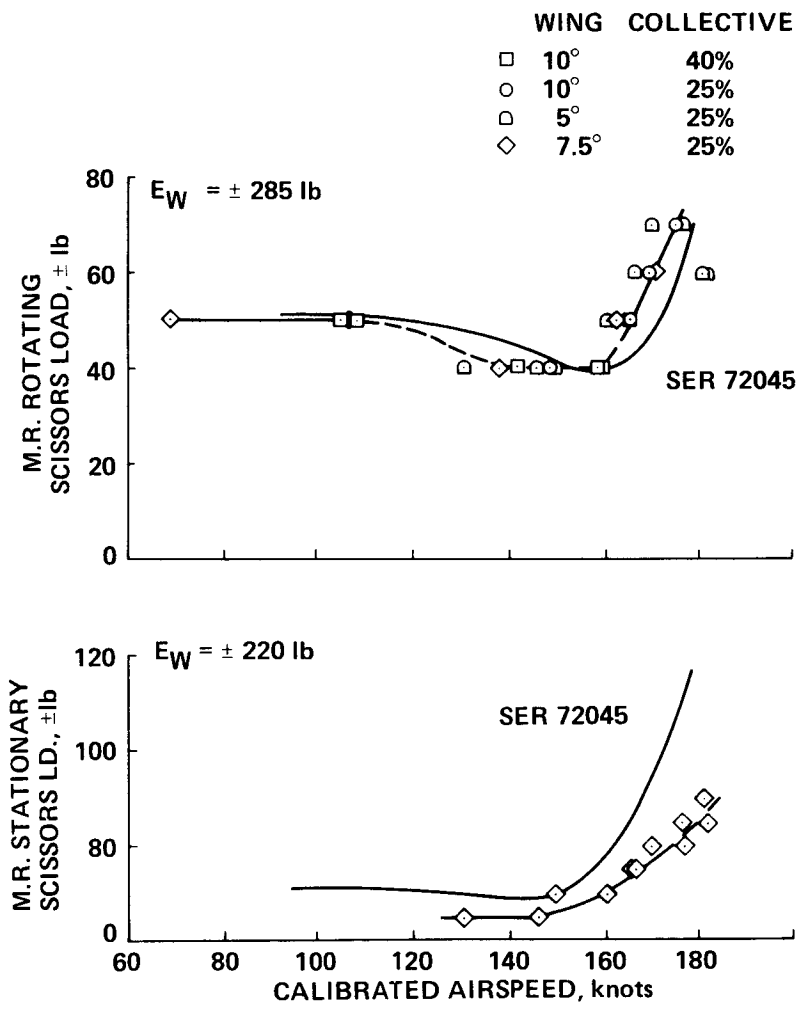 WING COLLECTIVE
10° 40%
10° 25%
5° 25%
7.5° 25%
E_W = ± 285 lb
M.R. ROTATING
SCISSORS LOAD, ± lb
80
60
40
20
0
SER 72045
E_W = ± 220 lb
M.R. STATIONARY
SCISSORS LD., ±lb
120
100
80
0
SER 72045
60 80 100 120 140 160 180
CALIBRATED AIRSPEED, knots